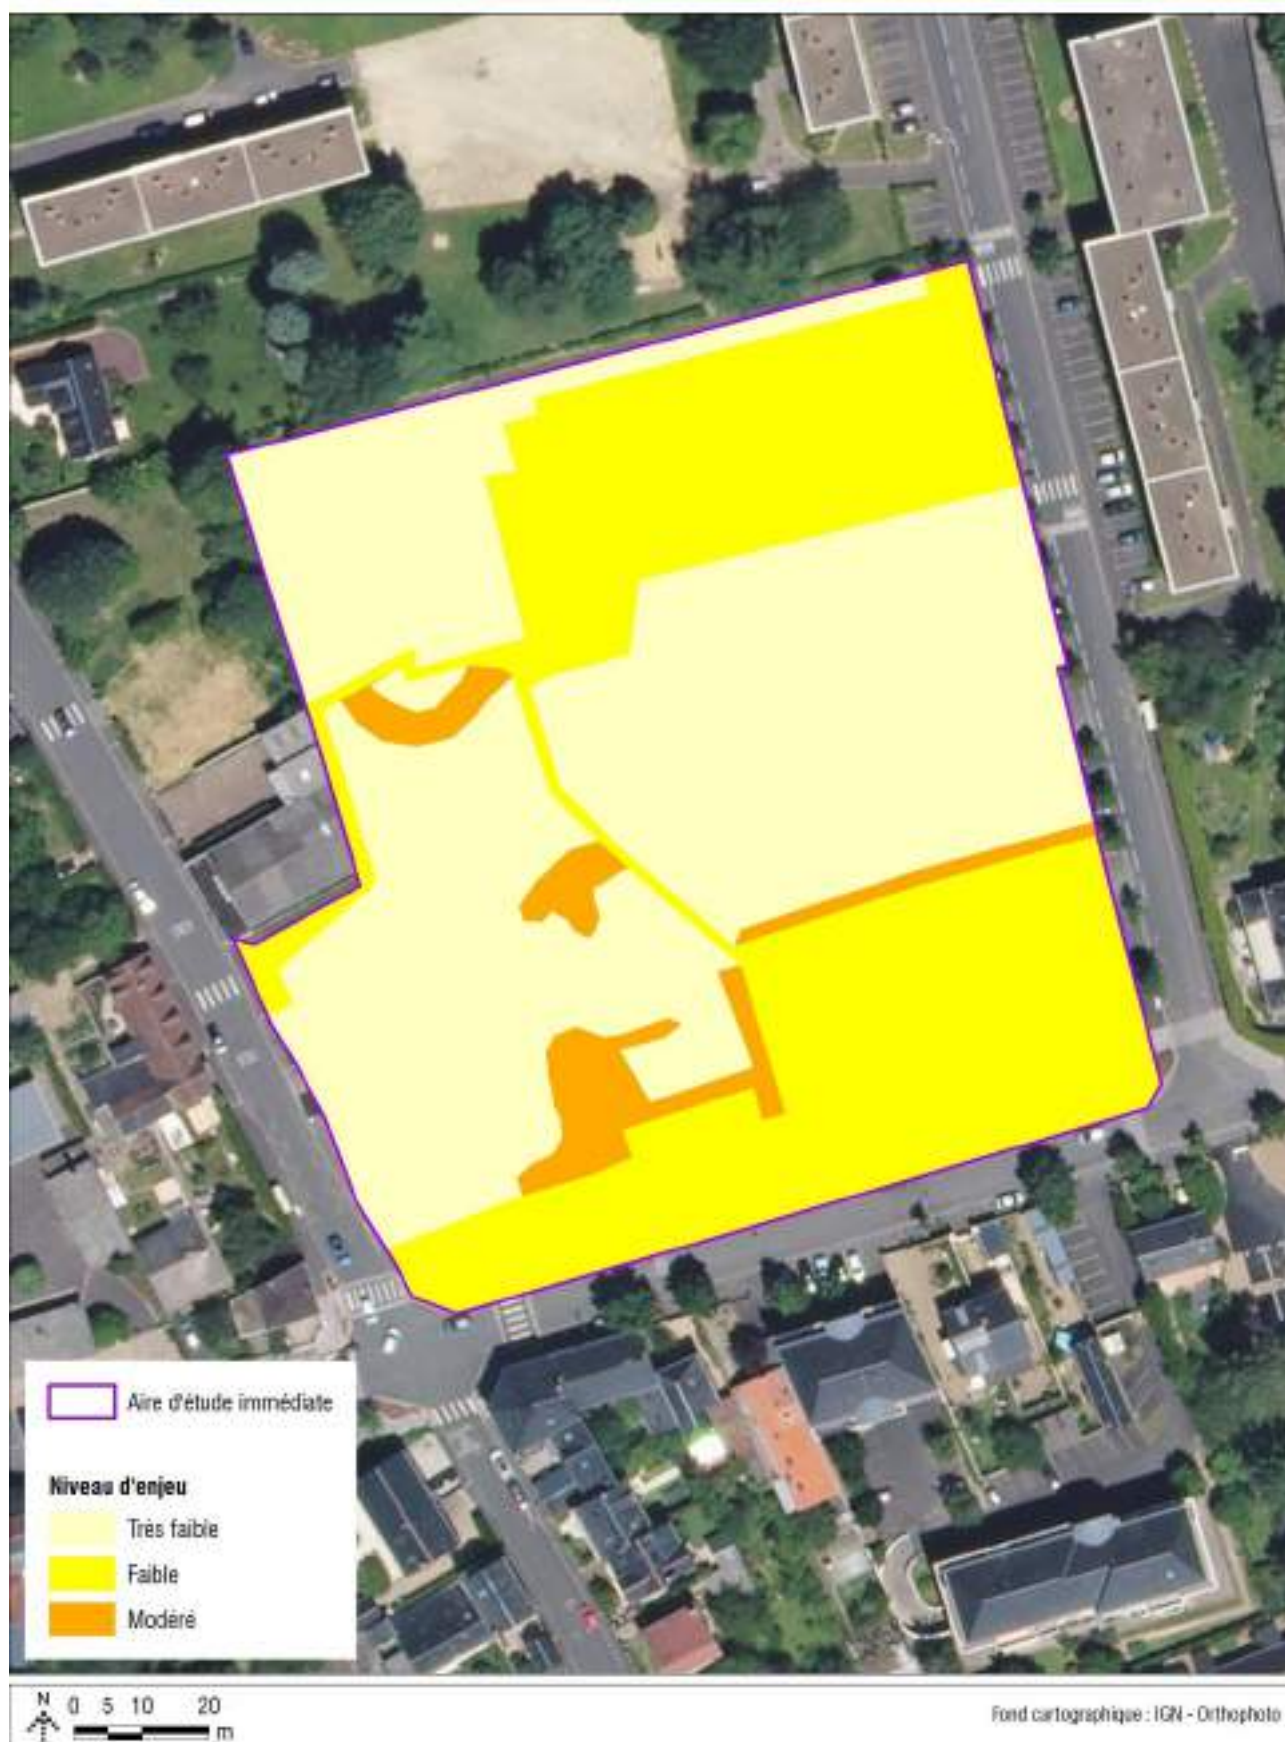 Aire d'étude immédiate
Niveau d'enjeu
Très faible
Faible
Modéré
N
0 5 10 20
m
Fond cartographique : IGN - Orthophoto